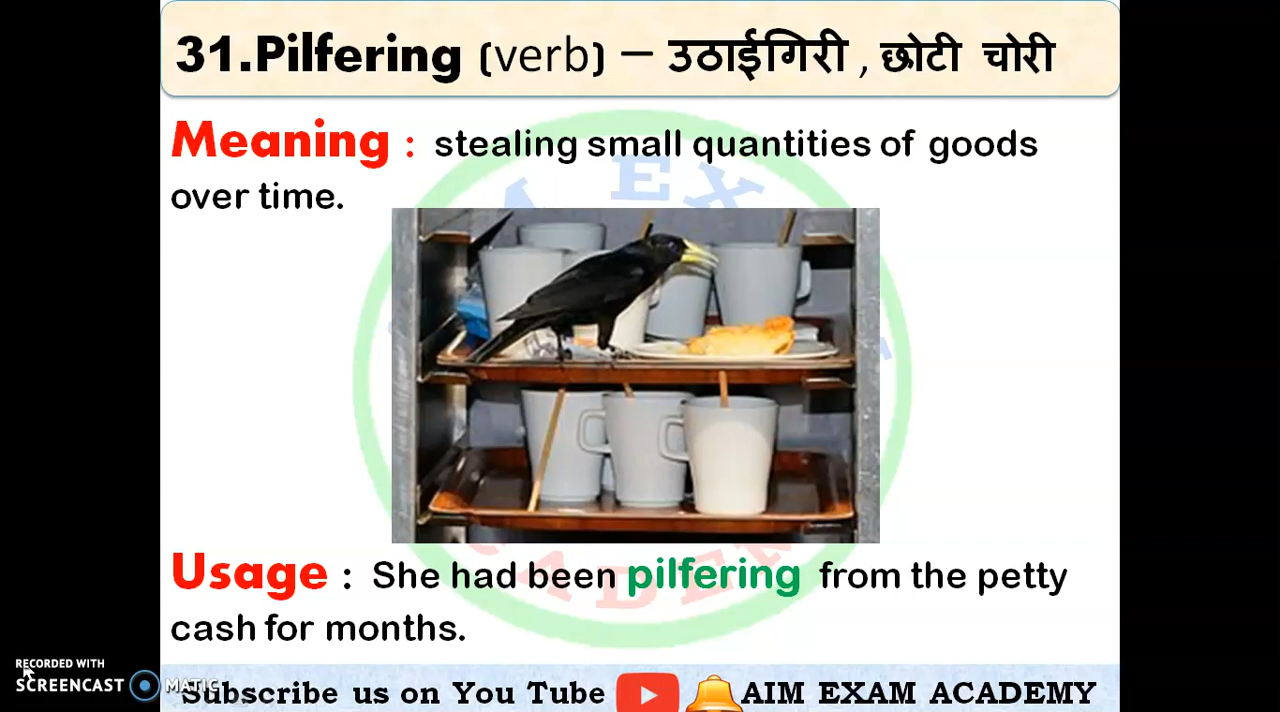 31.Pilfering (verb) – उठाईगिरी , छोटी चोरी
Meaning : stealing small quantities of goods
over time.
Usage : She had been pilfering from the petty
cash for months.
RECORDED WITH
SCREENCAST MATIC
Subscribe us on You Tube AIM EXAM ACADEMY